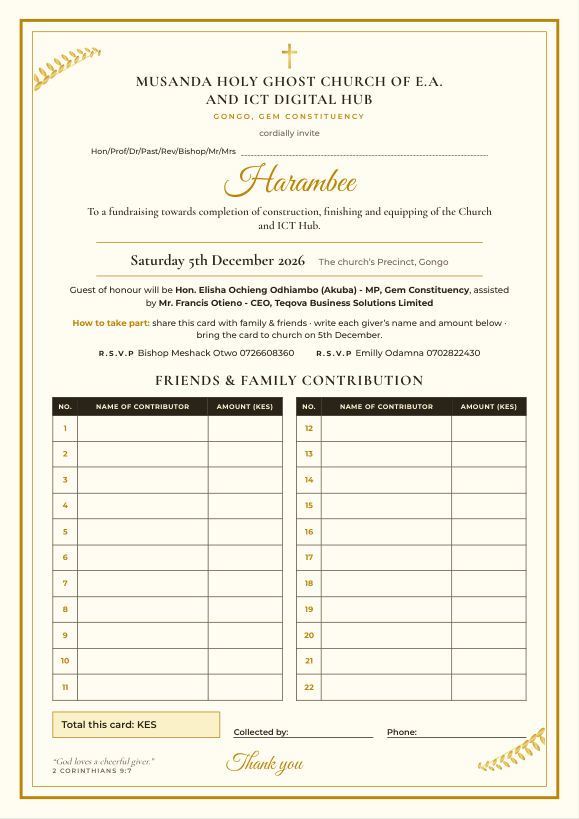 MUSANDA HOLY GHOST CHURCH OF E.A.
AND ICT DIGITAL HUB
GONGO, GEM CONSTITUENCY
cordially invite
Hon/Prof/Dr/Past/Rev/Bishop/Mr/Mrs
Harambee
To a fundraising towards completion of construction, finishing and equipping of the Church
and ICT Hub.
Saturday 5th December 2026 The church's Precinct, Gongo
Guest of honour will be Hon. Elisha Ochieng Odhiambo (Akuba) - MP, Gem Constituency, assisted
by Mr. Francis Otieno - CEO, Teqova Business Solutions Limited
How to take part: share this card with family & friends · write each giver's name and amount below ·
bring the card to church on 5th December.
R.S.V.P Bishop Meshack Otwo 0726608360 R.S.V.P Emilly Odamna 0702822430
FRIENDS & FAMILY CONTRIBUTION
NO. NAME OF CONTRIBUTOR AMOUNT (KES) NO. NAME OF CONTRIBUTOR AMOUNT (KES)
1 12
2 13
3 14
4 15
5 16
6 17
7 18
8 19
9 20
10 21
11 22
Total this card: KES
Collected by: Phone:
"God loves a cheerful giver."
2 CORINTHIANS 9:7
Thank you